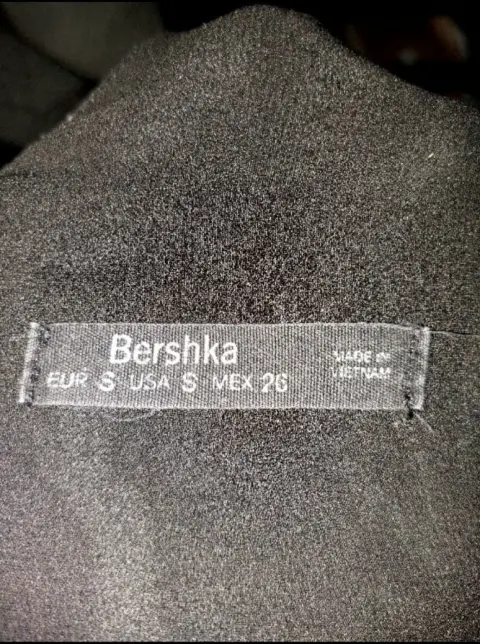 Bershka
EUR S USA S MEX 26
MADE IN
VIETNAM